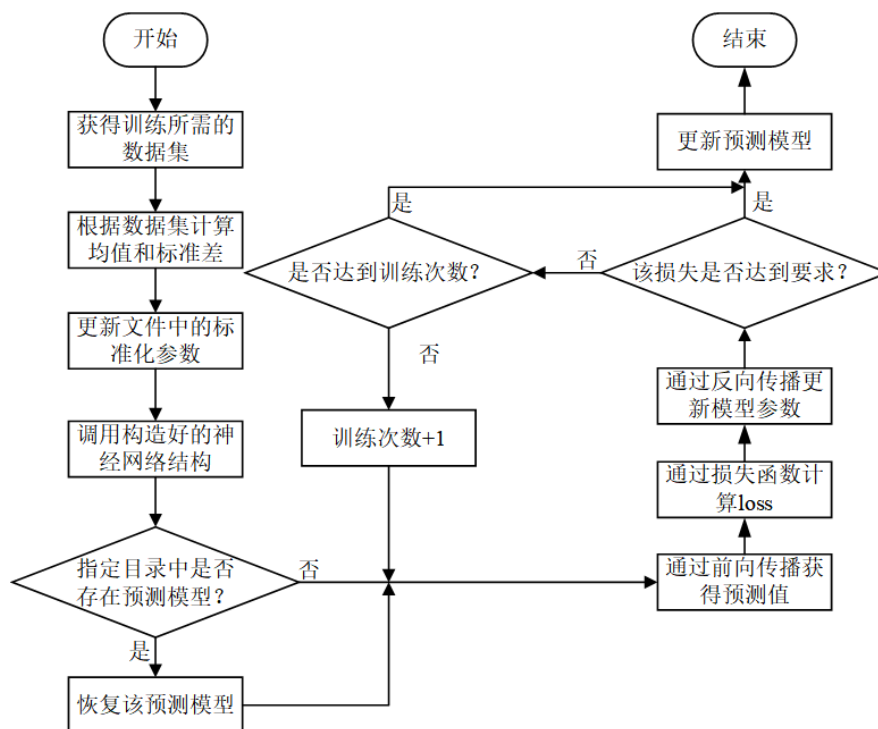 开始
获得训练所需的
数据集
根据数据集计算
均值和标准差
更新文件中的标
准化参数
调用构造好的神
经网络结构
指定目录中是否
存在预测模型？
否
是
恢复该预测模型
是
是否达到训练次数？
否
训练次数+1
结束
更新预测模型
是
否
该损失是否达到要求？
通过反向传播更
新模型参数
通过损失函数计
算loss
通过前向传播获
得预测值